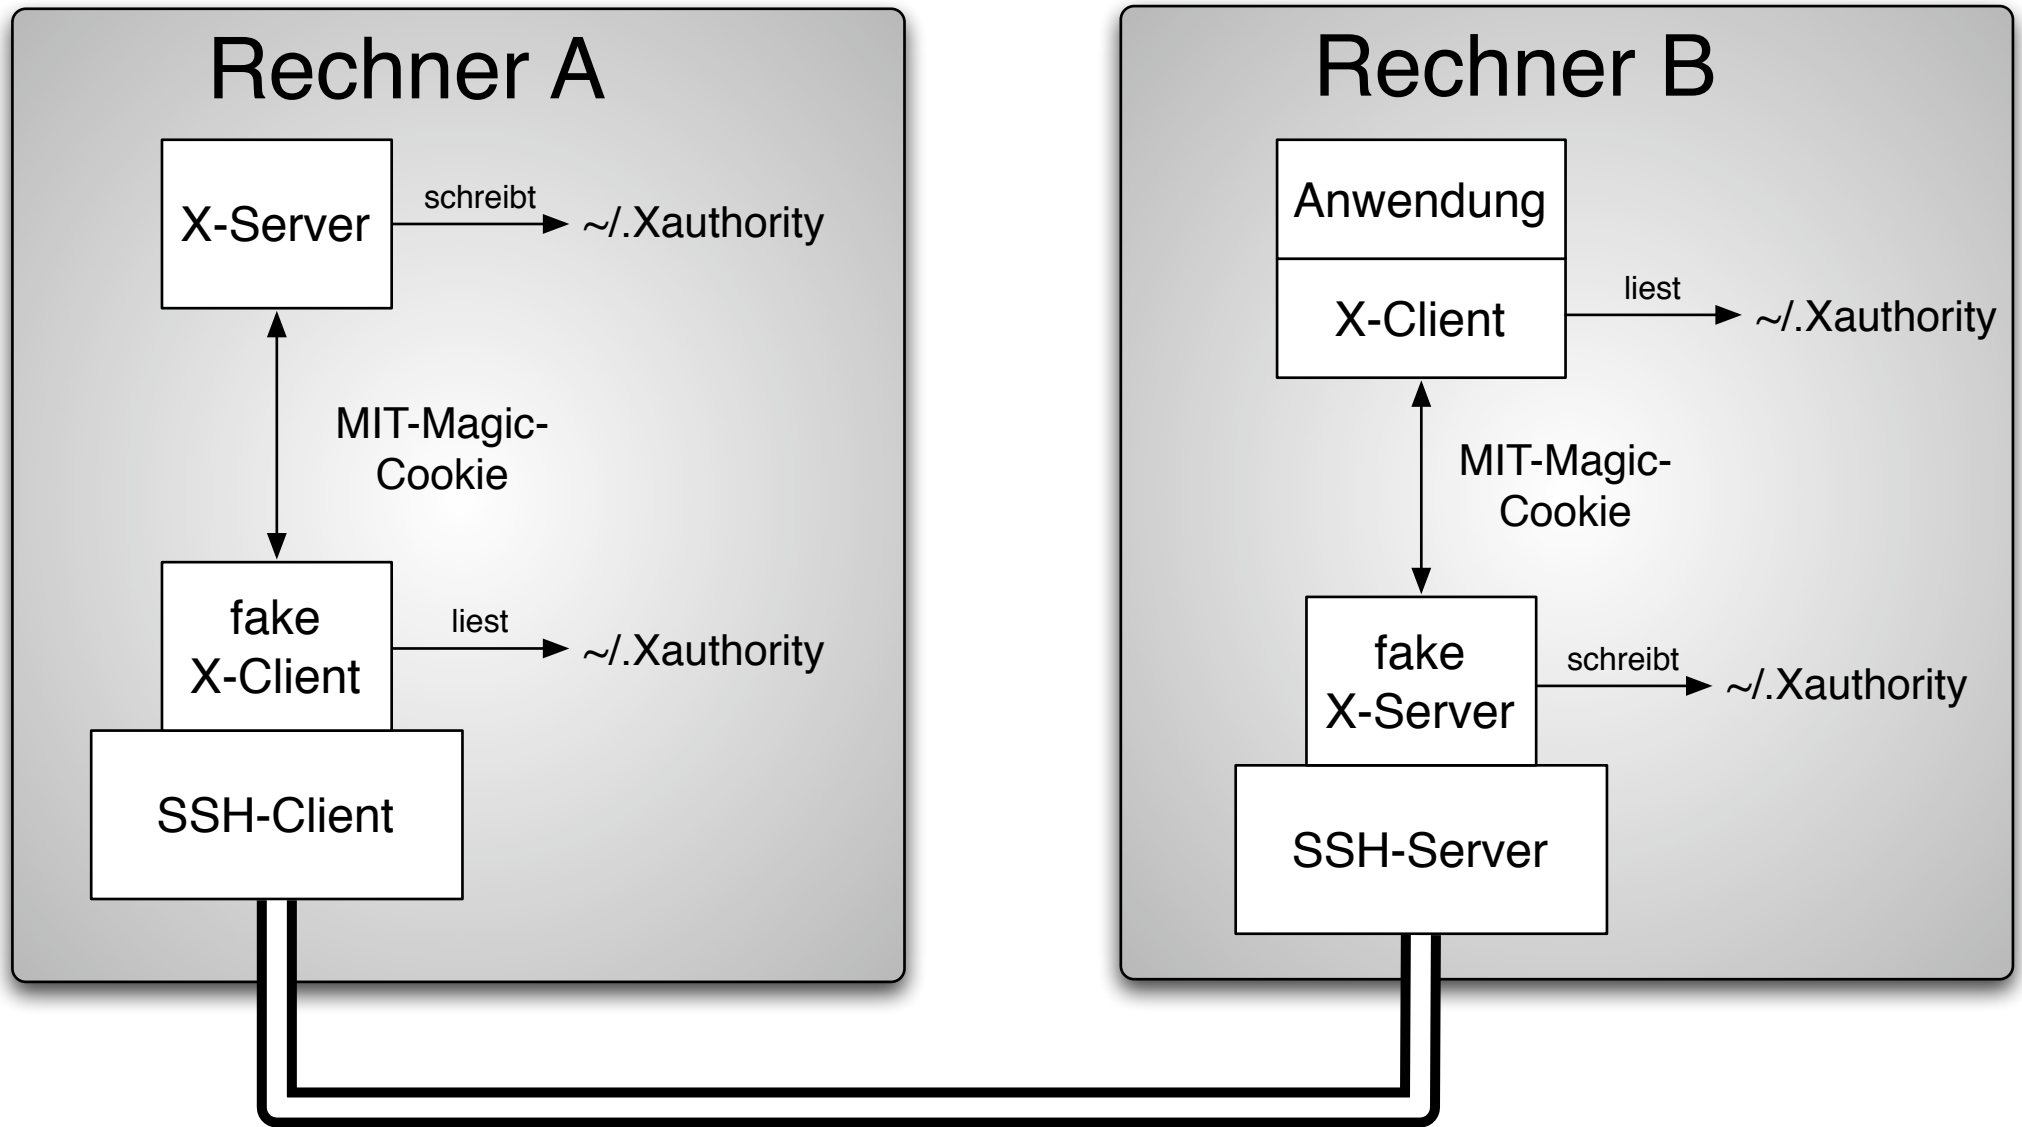 Rechner A
X-Server
schreibt
~/.Xauthority
MIT-Magic-
Cookie
fake
X-Client
liest
~/.Xauthority
SSH-Client
Rechner B
Anwendung
X-Client
liest
~/.Xauthority
MIT-Magic-
Cookie
fake
X-Server
schreibt
~/.Xauthority
SSH-Server